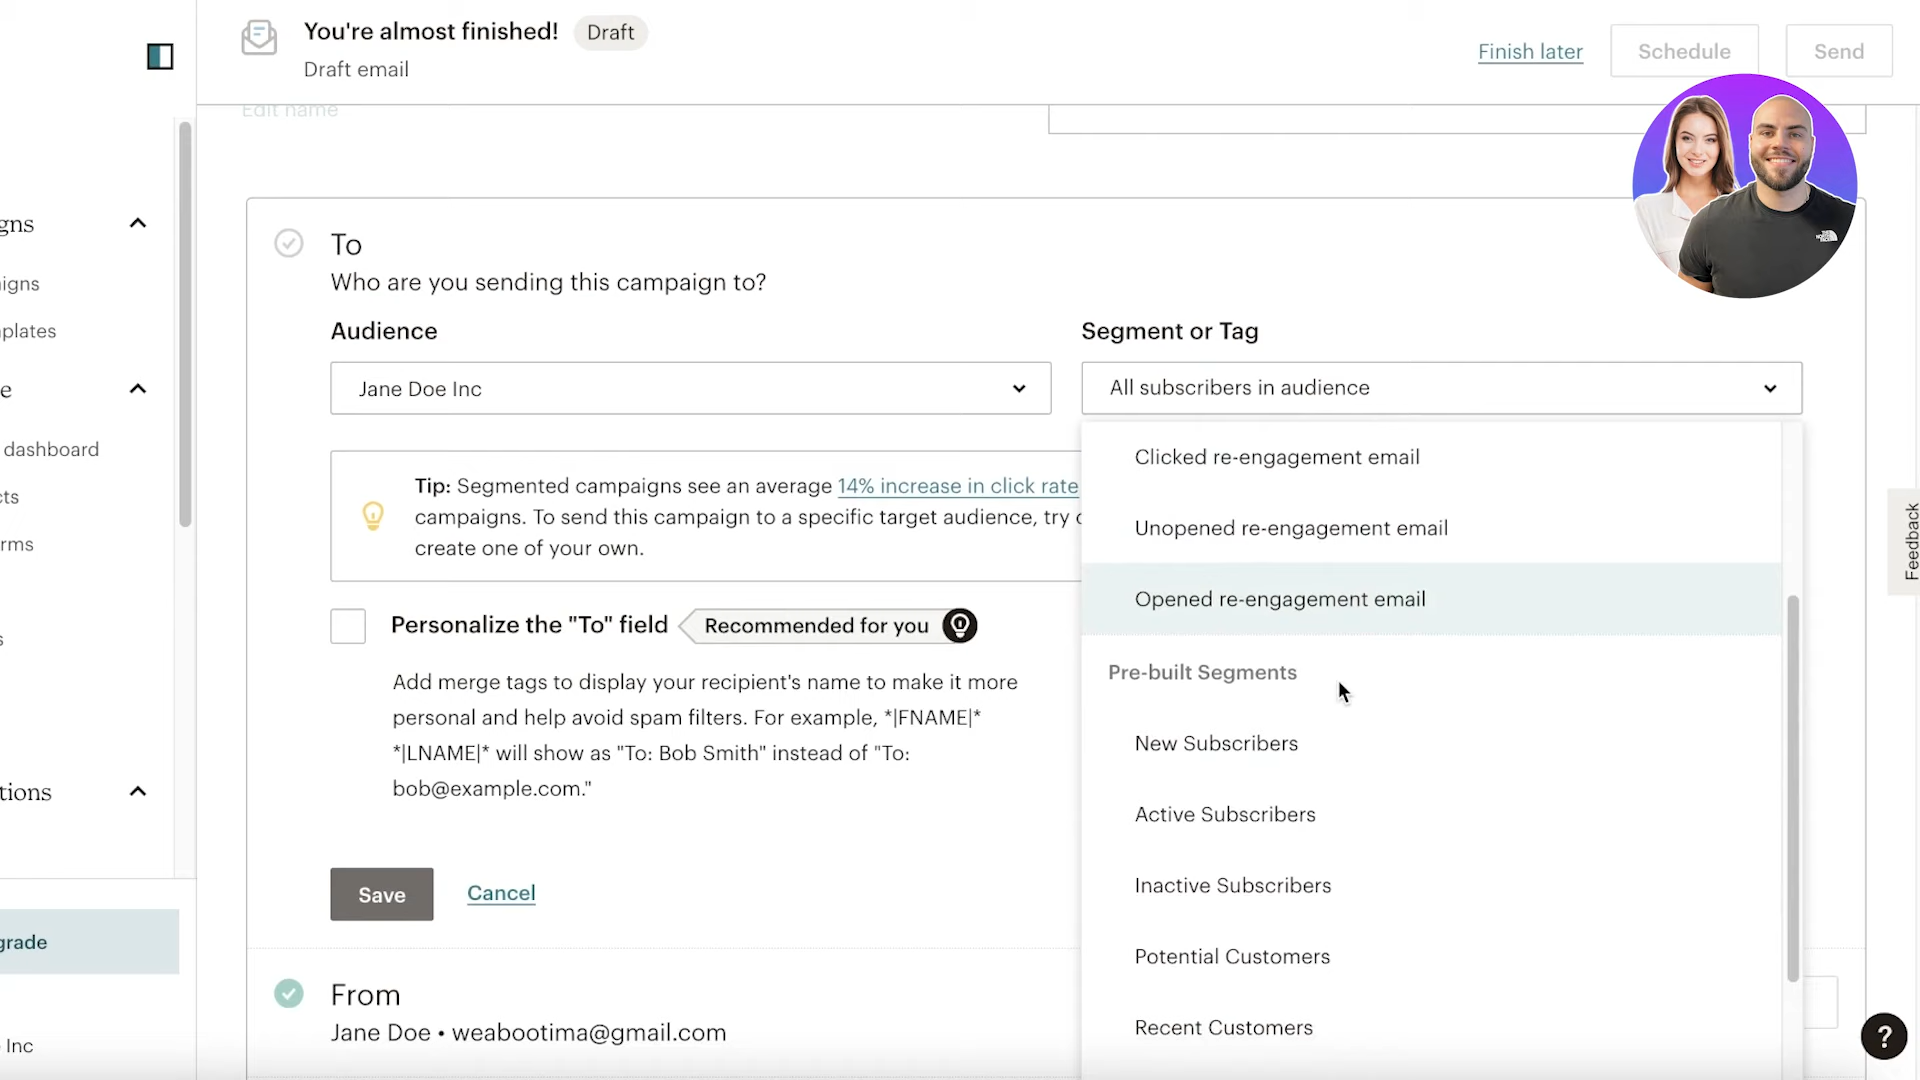 You're almost finished!
Draft
Draft email
Finish later
Schedule
Send
Edit name
gns
aigns
plates
e
dashboard
cts
rms
s
tions
grade
Inc
To
Who are you sending this campaign to?
Audience
Jane Doe Inc
Segment or Tag
All subscribers in audience
Tip: Segmented campaigns see an average 14% increase in click rate
campaigns. To send this campaign to a specific target audience, try
create one of your own.
Personalize the "To" field
Recommended for you
Add merge tags to display your recipient's name to make it more
personal and help avoid spam filters. For example, *|FNAME|*
*|LNAME|* will show as "To: Bob Smith" instead of "To:
bob@example.com."
Save
Cancel
Clicked re-engagement email
Unopened re-engagement email
Opened re-engagement email
Pre-built Segments
New Subscribers
Active Subscribers
Inactive Subscribers
Potential Customers
Recent Customers
From
Jane Doe • weabootima@gmail.com
Feedback
?